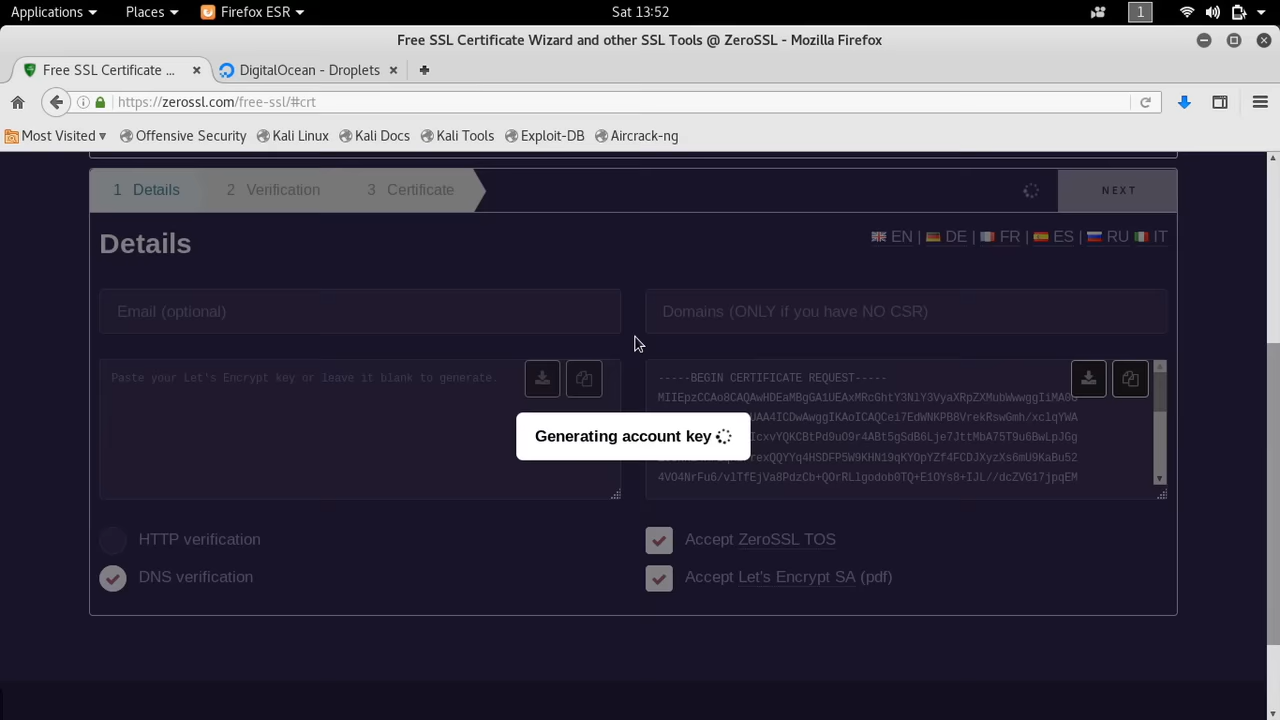 Applications Places Firefox ESR Sat 13:52 1
Free SSL Certificate Wizard and other SSL Tools @ ZeroSSL - Mozilla Firefox
Free SSL Certificate ... DigitalOcean - Droplets
https://zerossl.com/free-ssl/#crt
Most Visited Offensive Security Kali Linux Kali Docs Kali Tools Exploit-DB Aircrack-ng
1 Details 2 Verification 3 Certificate NEXT
Details EN | DE | FR | ES | RU IT
Email (optional) Domains (ONLY if you have NO CSR)
Paste your Let's Encrypt key or leave it blank to generate. -----BEGIN CERTIFICATE REQUEST-----
Generating account key
HTTP verification Accept ZeroSSL TOS
DNS verification Accept Let's Encrypt SA (pdf)